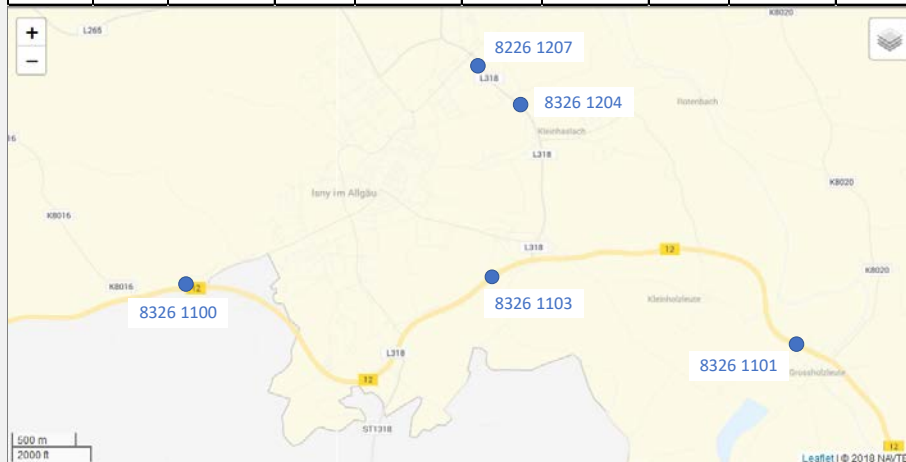 K8020
+
L265
8226 1207
−
L318
8326 1204
Rotenbach
Kleinhaslach
16
L318
K8020
Isny im Allgäu
K8016
L318
12
K8020
K8016
12
8326 1100
8326 1103
Kleinholzleute
L318
8326 1101
Grossholzleute
12
ST1318
500 m
12
2000 ft
Leaflet | © 2018 NAVTE